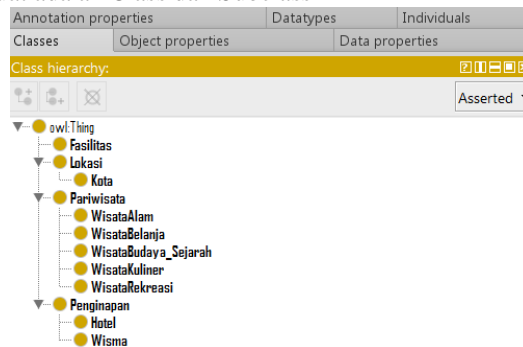 Annotation properties Datatypes Individuals
Classes Object properties Data properties
Class hierarchy:
Asserted
owl:Thing
Fasilitas
Lokasi
Kota
Pariwisata
WisataAlam
WisataBelanja
WisataBudaya_Sejarah
WisataKuliner
WisataRekreasi
Penginapan
Hotel
Wisma